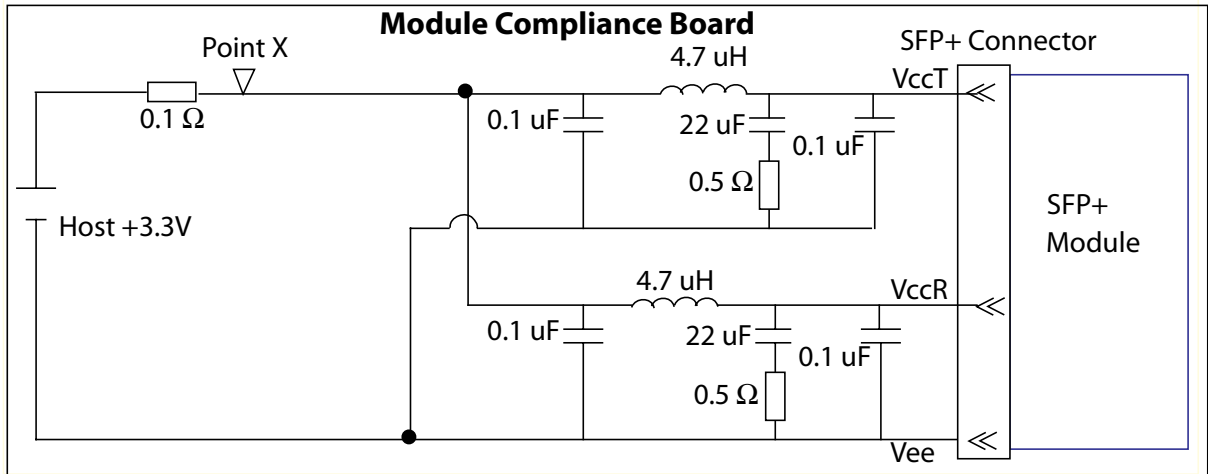 Module Compliance Board
Point X
SFP+ Connector
4.7 uH
VccT
0.1 Ω
0.1 uF
22 uF
0.1 uF
0.5 Ω
Host +3.3V
SFP+
Module
4.7 uH
VccR
0.1 uF
22 uF
0.1 uF
0.5 Ω
Vee